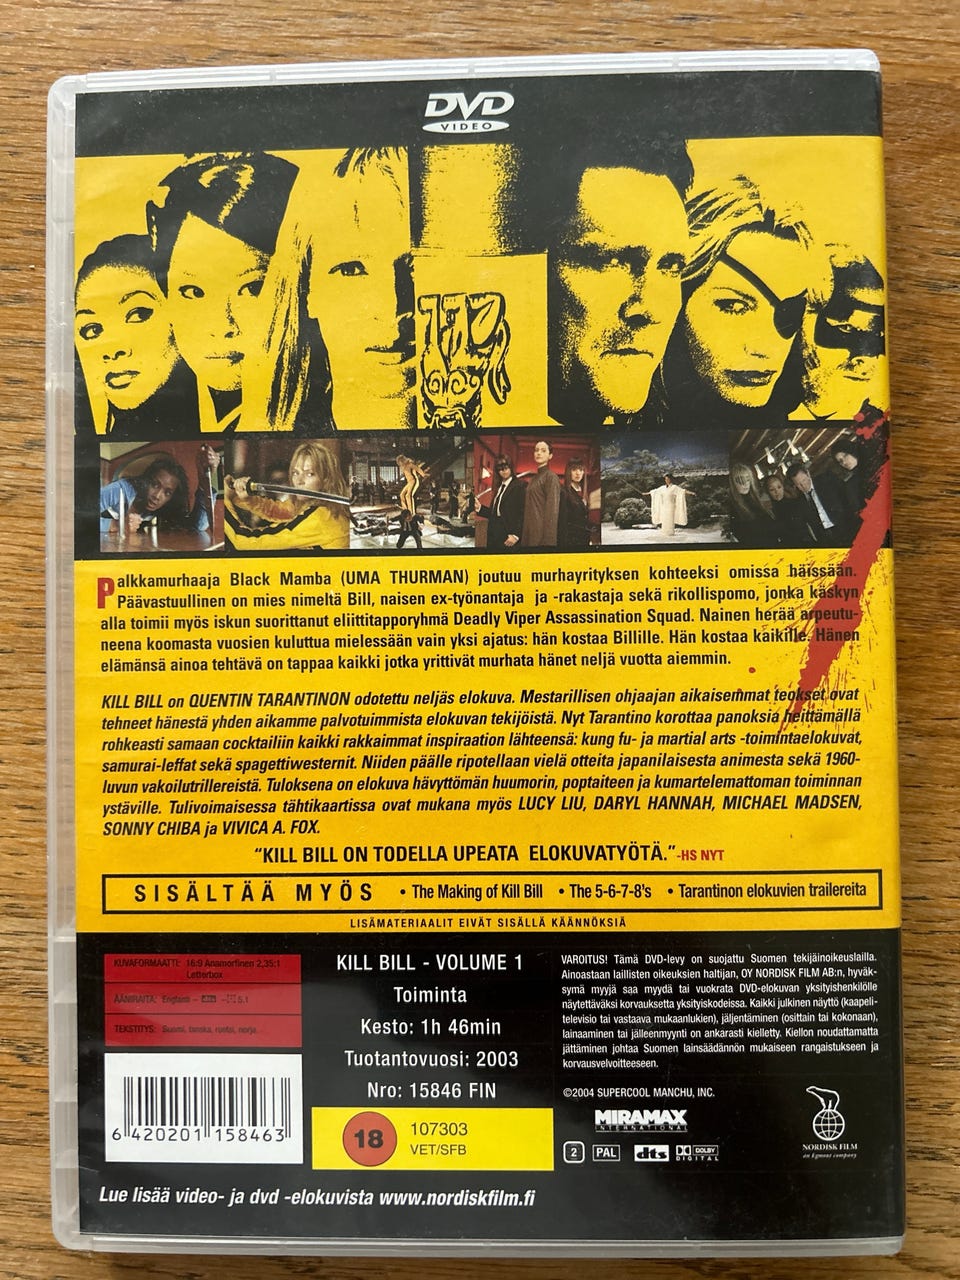 DVD
VIDEO
Palkkamurhaaja Black Mamba (UMA THURMAN) joutuu murhayrityksen kohteeksi omissa häissään.
Päävastuullinen on mies nimeltä Bill, naisen ex-työnantaja ja -rakastaja sekä rikollispomo, jonka käskyn
alla toimii myös iskun suorittanut eliittitapporyhmä Deadly Viper Assassination Squad. Nainen herää arpeutu-
neena koomasta vuosien kuluttua mielessään vain yksi ajatus: hän kostaa Billille. Hän kostaa kaikille. Hänen
elämänsä ainoa tehtävä on tappaa kaikki jotka yrittivät murhata hänet neljä vuotta aiemmin.
KILL BILL on QUENTIN TARANTINON odotettu neljäs elokuva. Mestarillisen ohjaajan aikaisemmat teokset ovat
tehneet hänestä yhden aikamme palvotuimmista elokuvan tekijöistä. Nyt Tarantino korottaa panoksia heittämällä
rohkeasti samaan cocktailiin kaikki rakkaimmat inspiraation lähteensä: kung fu- ja martial arts -toimintaelokuvat,
samurai-leffat sekä spagettiwesternit. Niiden päälle ripotellaan vielä otteita japanilaisesta animesta sekä 1960-
luvun vakoilutrillereistä. Tuloksena on elokuva hävyttömän huumorin, poptaiteen ja kumartelemattoman toiminnan
ystäville. Tulivoimaisessa tähtikaartissa ovat mukana myös LUCY LIU, DARYL HANNAH, MICHAEL MADSEN,
SONNY CHIBA ja VIVICA A. FOX.
"KILL BILL ON TODELLA UPEATA ELOKUVATYÖTÄ."-HS NYT
SISÄLTÄÄ MYÖS • The Making of Kill Bill • The 5-6-7-8's • Tarantinon elokuvien trailereita
LISÄMATERIAALIT EIVÄT SISÄLLÄ KÄÄNNÖKSIÄ
KUVAFORMAATTI: 16:9 Anamorfinen 2,35:1
Letterbox
ÄÄNIRAITA: Englanti - dts - 5.1
TEKSTITYS: Suomi, tanska, ruotsi, norja
6 420201 158463
KILL BILL - VOLUME 1
Toiminta
Kesto: 1h 46min
Tuotantovuosi: 2003
Nro: 15846 FIN
18
107303
VET/SFB
VAROITUS! Tämä DVD-levy on suojattu Suomen tekijäinoikeuslailla.
Ainoastaan laillisten oikeuksien haltijan, OY NORDISK FILM AB:n, hyväk-
symä myyjä saa myydä tai vuokrata DVD-elokuvan yksityishenkilölle
näytettäväksi korvauksetta yksityiskodeissa. Kaikki julkinen näyttö (kaapeli-
televisio tai vastaava mukaanlukien), jäljentäminen (osittain tai kokonaan),
lainaaminen tai jälleenmyynti on ankarasti kielletty. Kiellon noudattamatta
jättäminen johtaa Suomen lainsäädännön mukaiseen rangaistukseen ja
korvausvelvoitteeseen.
©2004 SUPERCOOL MANCHU, INC.
MIRAMAX
INTERNATIONAL
2 PAL dts DOLBY
DIGITAL
NORDISK FILM
an Egmont company
Lue lisää video- ja dvd -elokuvista www.nordiskfilm.fi